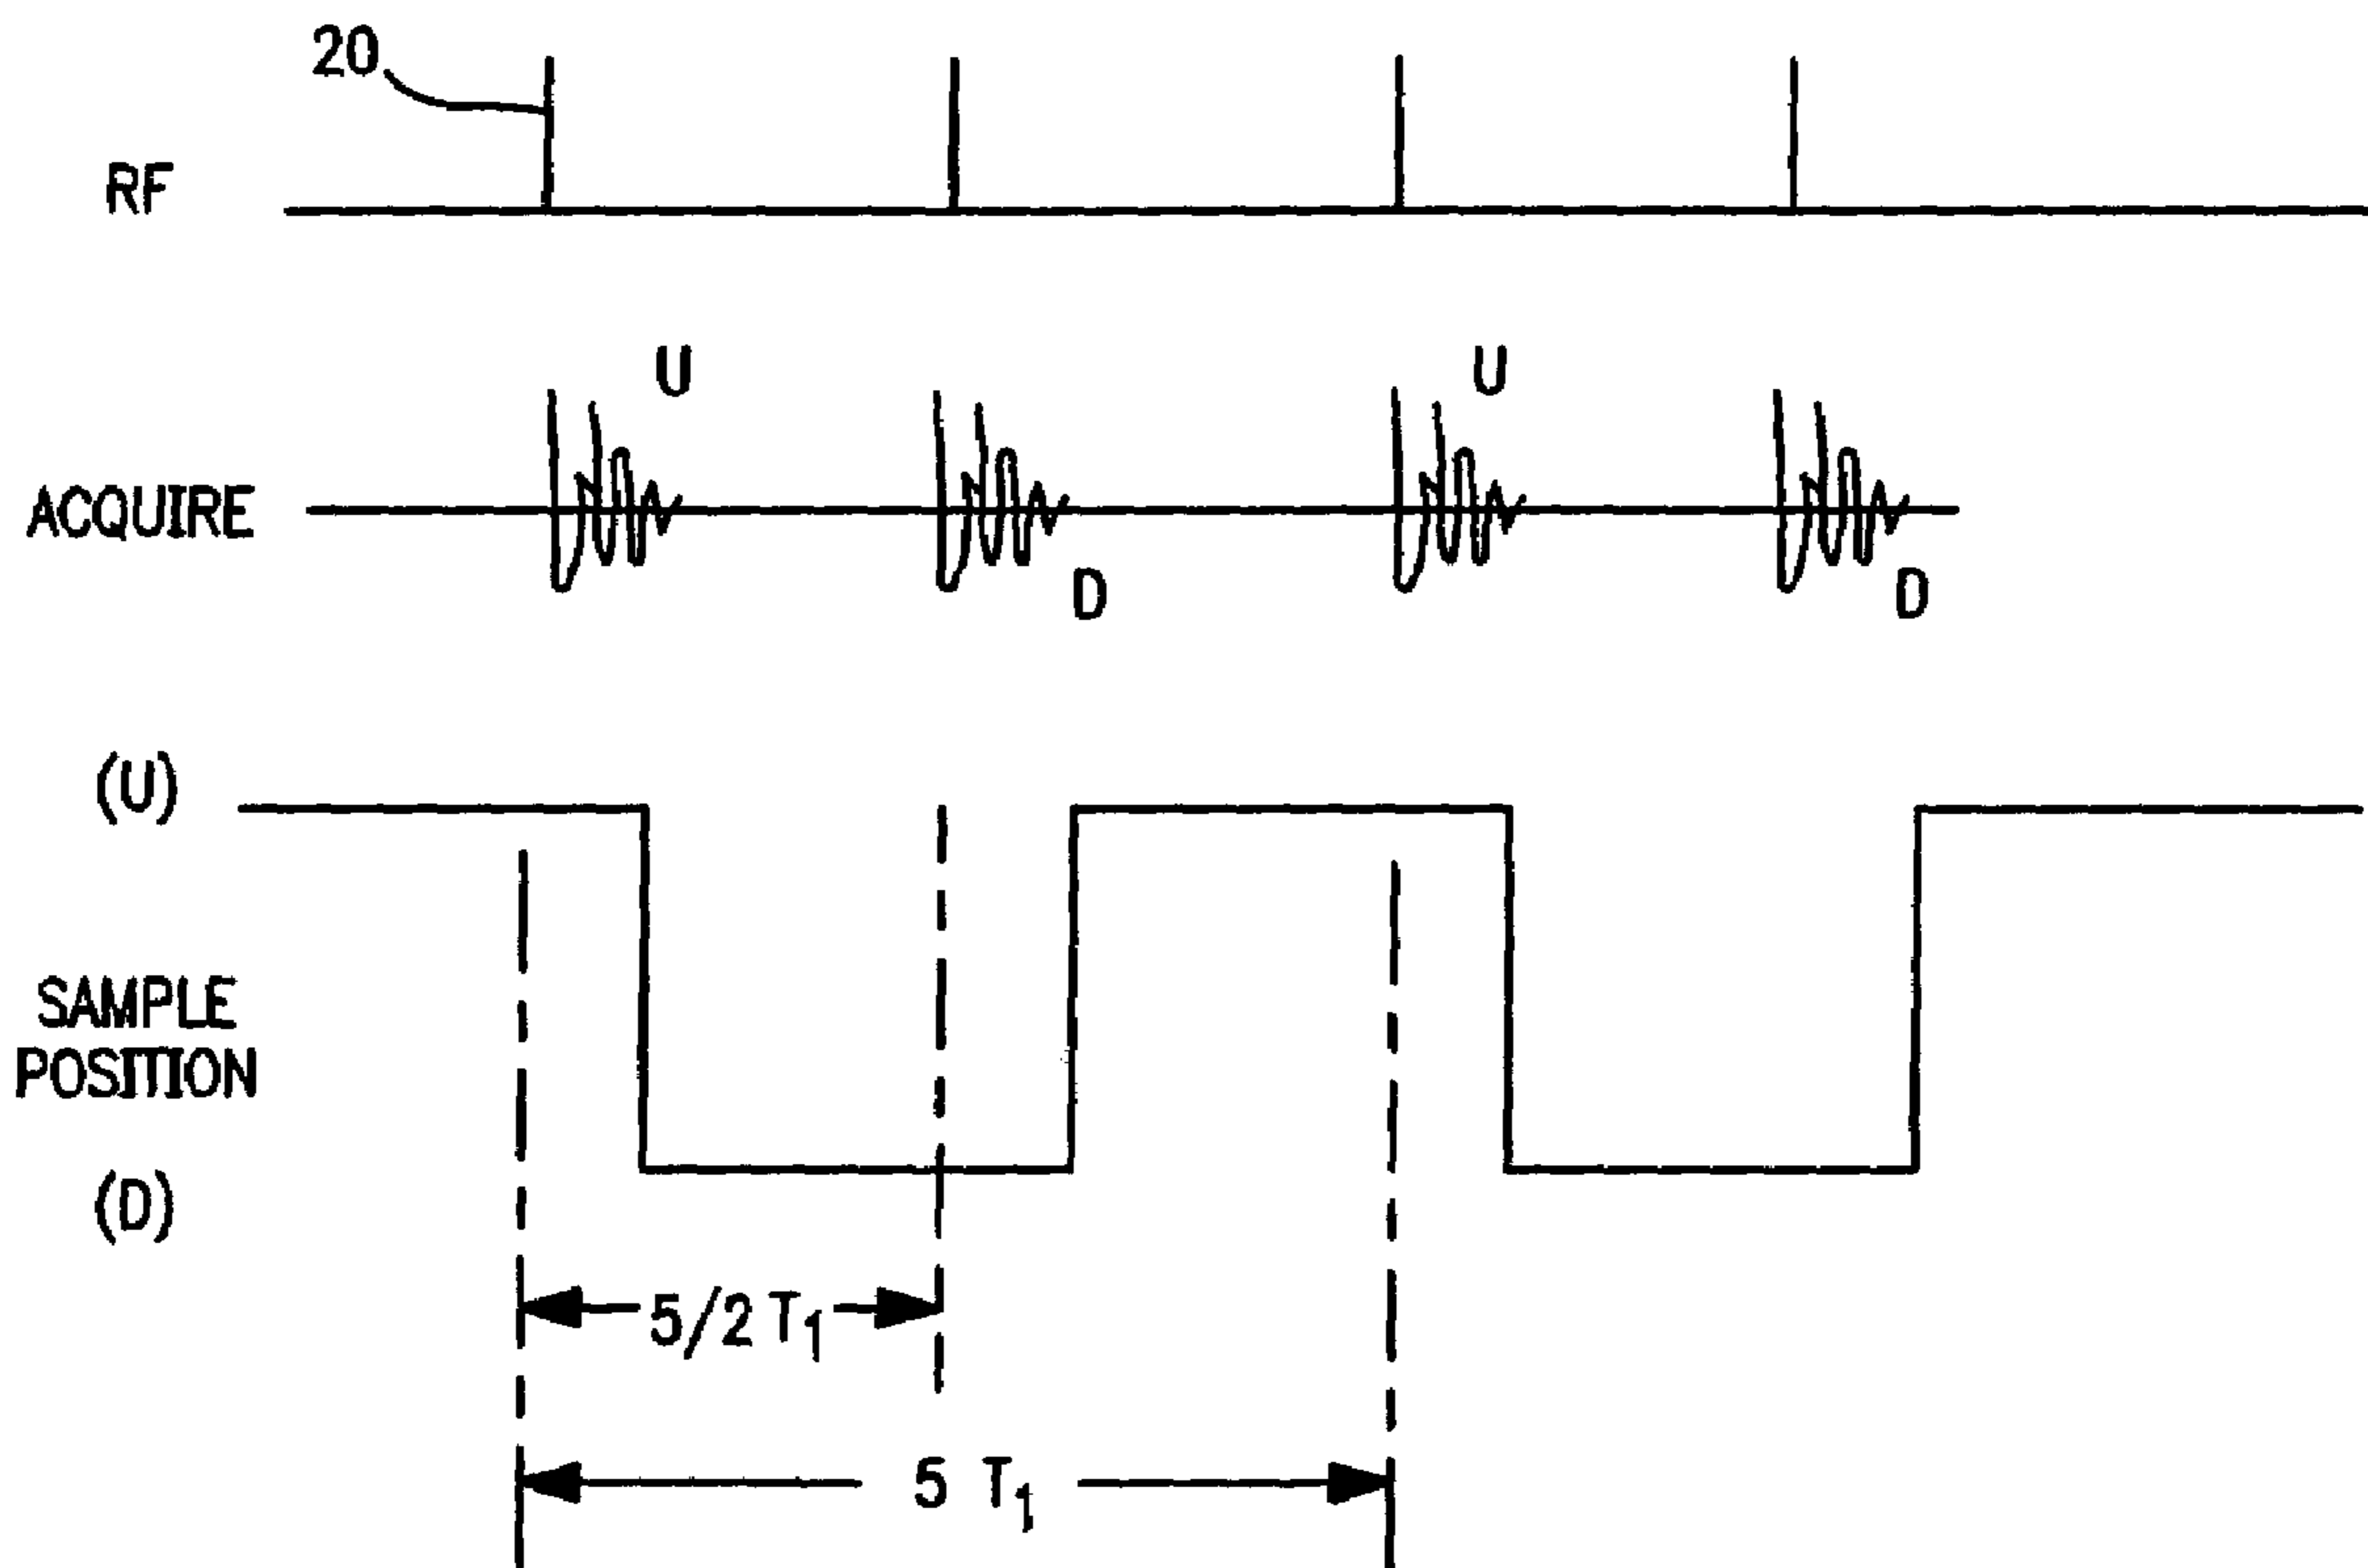 20
RF
U U
ACQUIRE
D D
(U)
SAMPLE
POSITION
(D)
5/2 T1
5 T1